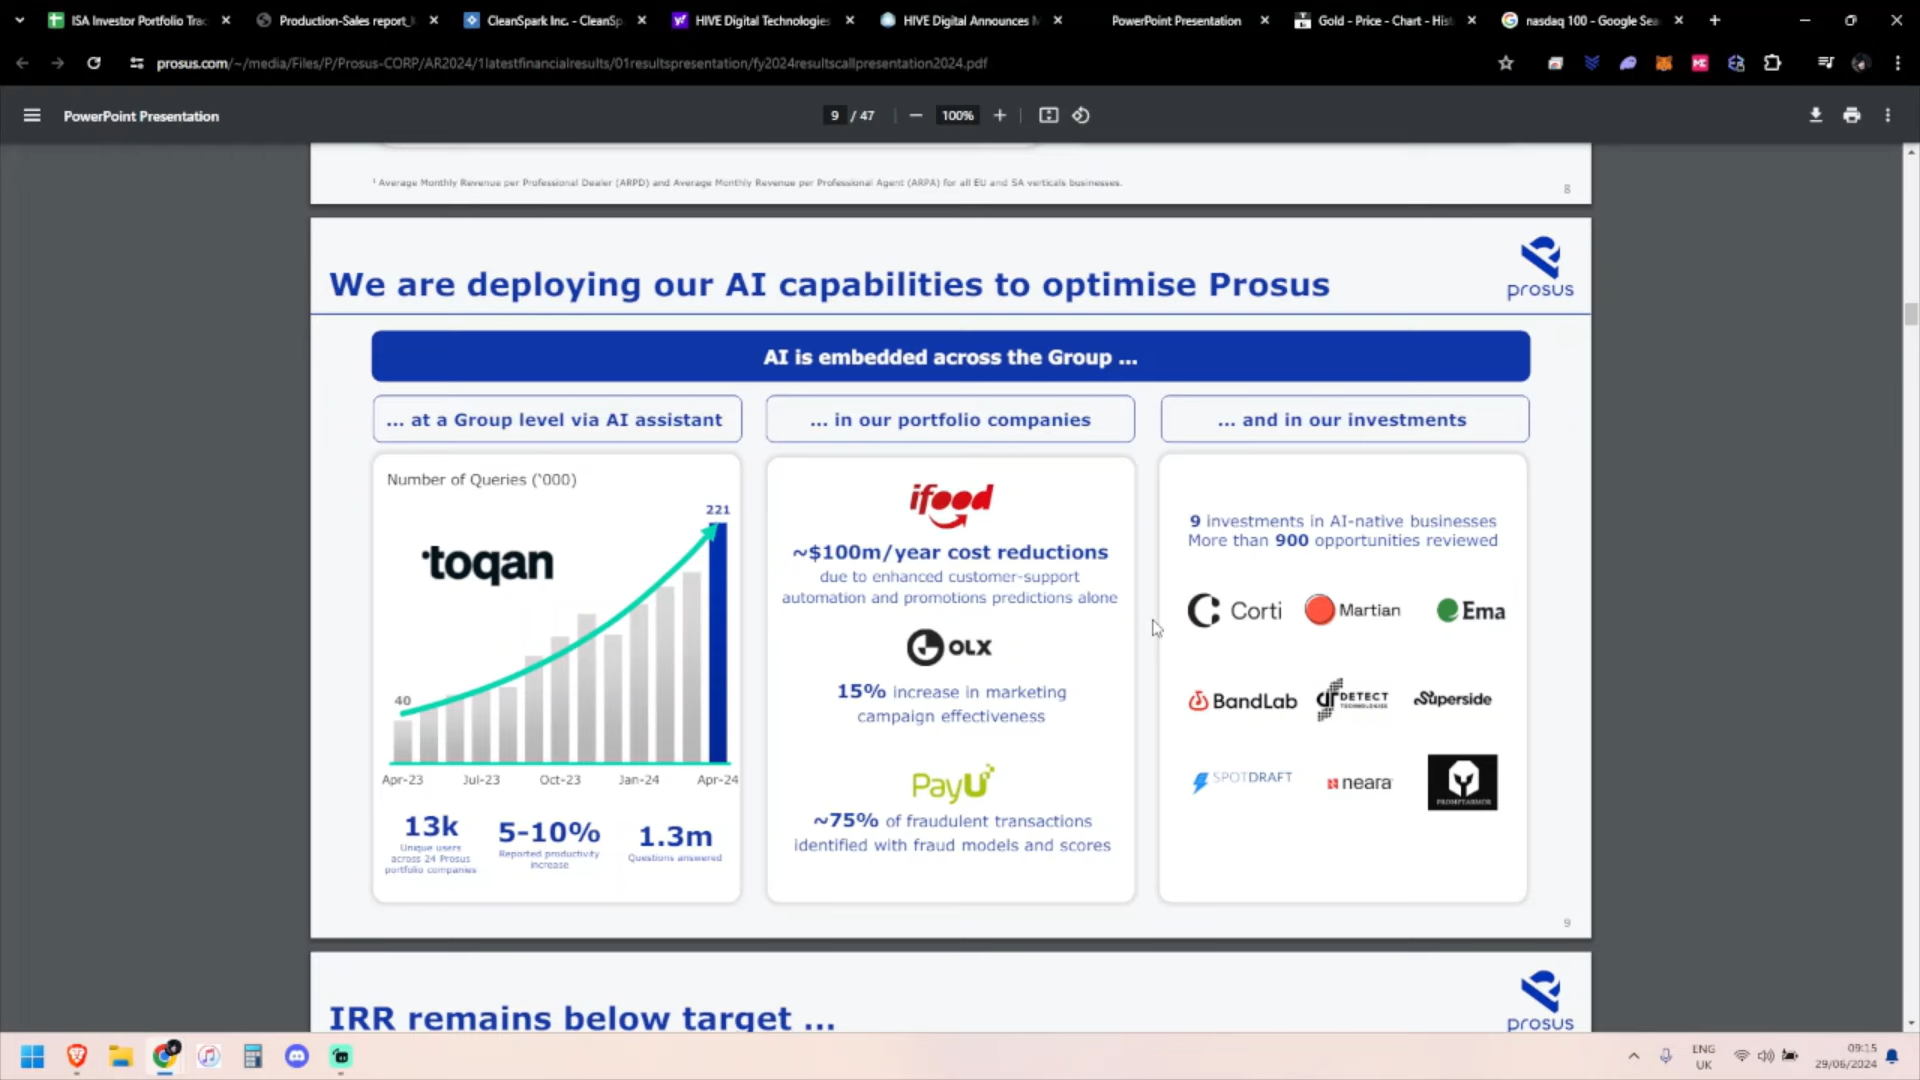 ISA Investor Portfolio Trac
Production-Sales report_
CleanSpark Inc. - CleanSp
HIVE Digital Technologies
HIVE Digital Announces
PowerPoint Presentation
Gold - Price - Chart - His
nasdaq 100 - Google Sea
prosus.com/~/media/Files/P/Prosus-CORP/AR2024/1latestfinancialresults/01resultspresentation/fy2024resultscallpresentation2024.pdf
PowerPoint Presentation
9 / 47
100%
¹ Average Monthly Revenue per Professional Dealer (ARPD) and Average Monthly Revenue per Professional Agent (ARPA) for all EU and SA verticals businesses.
8
We are deploying our AI capabilities to optimise Prosus
prosus
AI is embedded across the Group ...
... at a Group level via AI assistant
... in our portfolio companies
... and in our investments
Number of Queries (‘000)
221
toqan
40
Apr-23
Jul-23
Oct-23
Jan-24
Apr-24
13k
Unique users
across 24 Prosus
portfolio companies
5-10%
Reported productivity
increase
1.3m
Questions answered
ifood
~$100m/year cost reductions
due to enhanced customer-support
automation and promotions predictions alone
OLX
15% increase in marketing
campaign effectiveness
PayU
~75% of fraudulent transactions
identified with fraud models and scores
9 investments in AI-native businesses
More than 900 opportunities reviewed
Corti
Martian
Ema
BandLab
DETECT
TECHNOLOGIES
Superside
SPOTDRAFT
neara
PROMPTARMOR
9
IRR remains below target ...
prosus
ENG
UK
09:15
29/06/2024